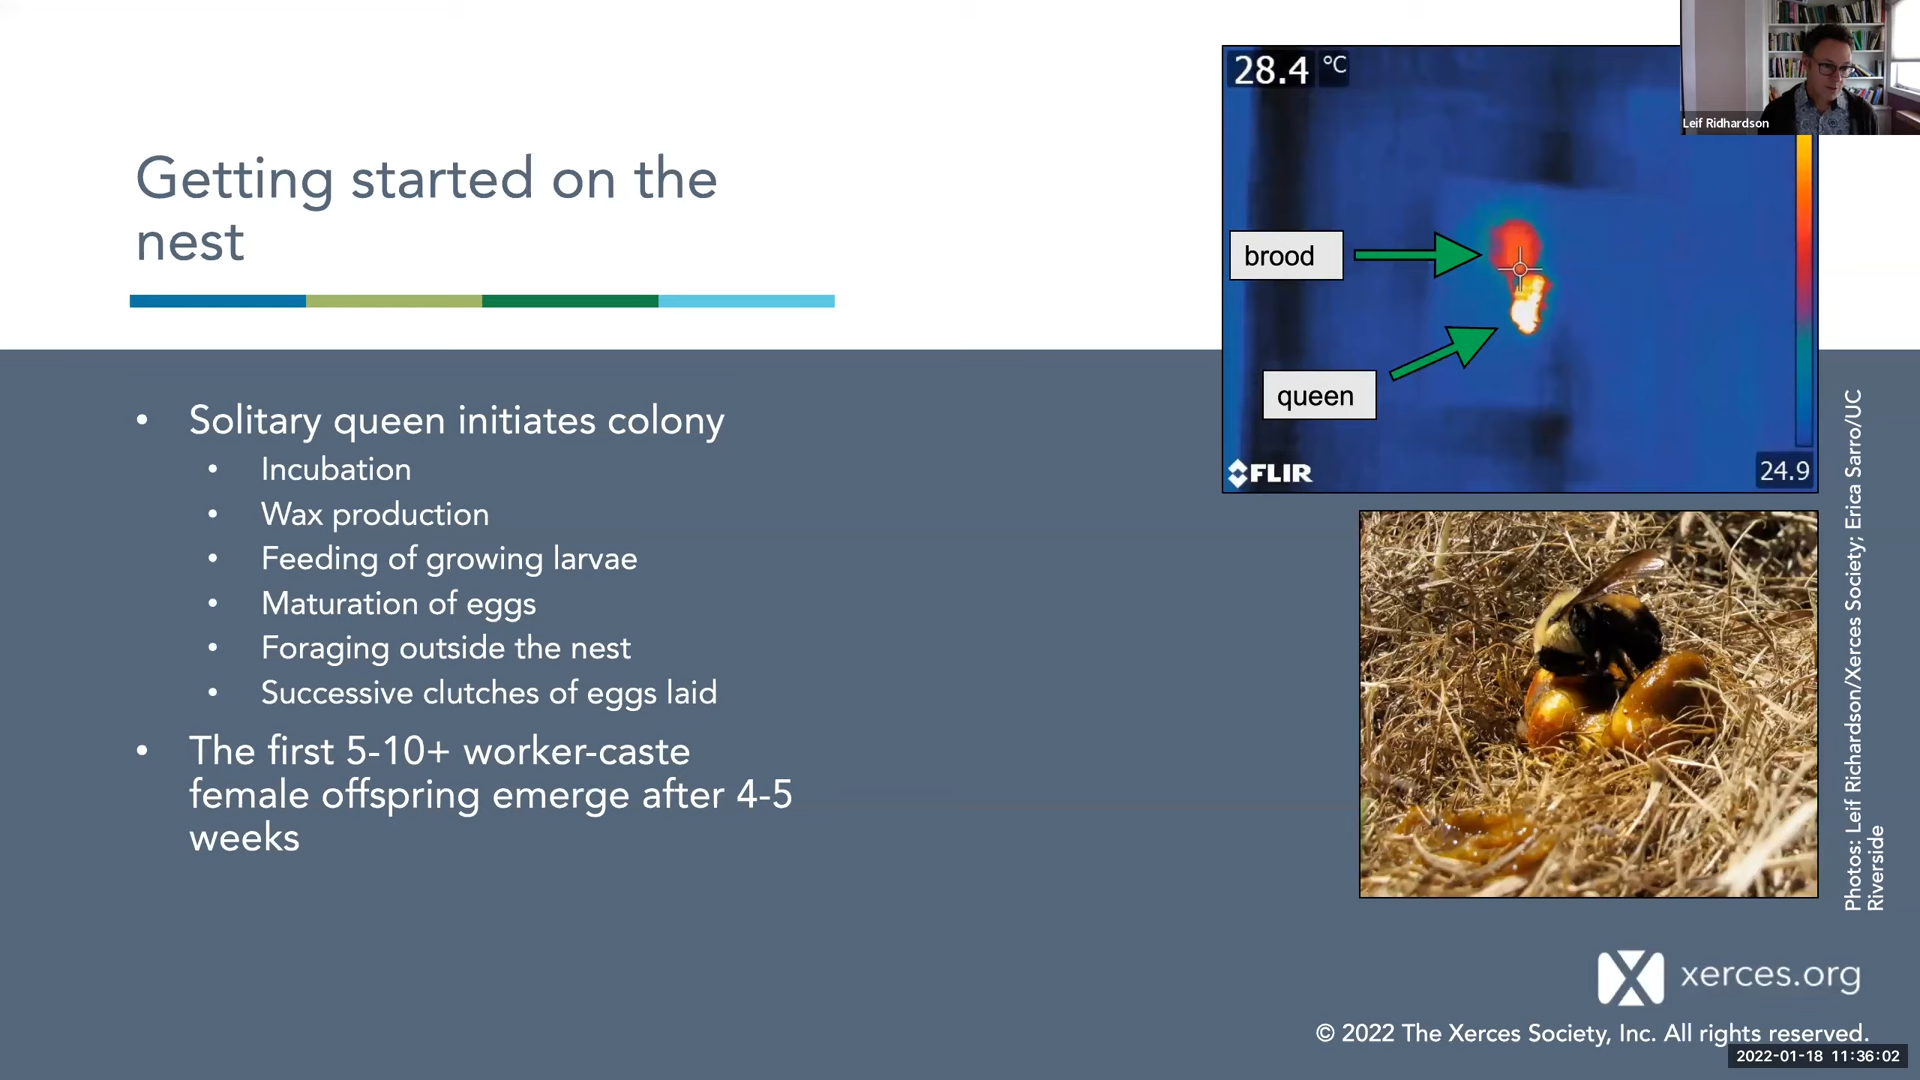 Getting started on the
nest
• Solitary queen initiates colony
• Incubation
• Wax production
• Feeding of growing larvae
• Maturation of eggs
• Foraging outside the nest
• Successive clutches of eggs laid
• The first 5-10+ worker-caste
female offspring emerge after 4-5
weeks
28.4 °C
brood
queen
FLIR
24.9
Leif Ridhardson
Photos: Leif Richardson/Xerces Society; Erica Sarro/UC
Riverside
xerces.org
© 2022 The Xerces Society, Inc. All rights reserved.
2022-01-18 11:36:02